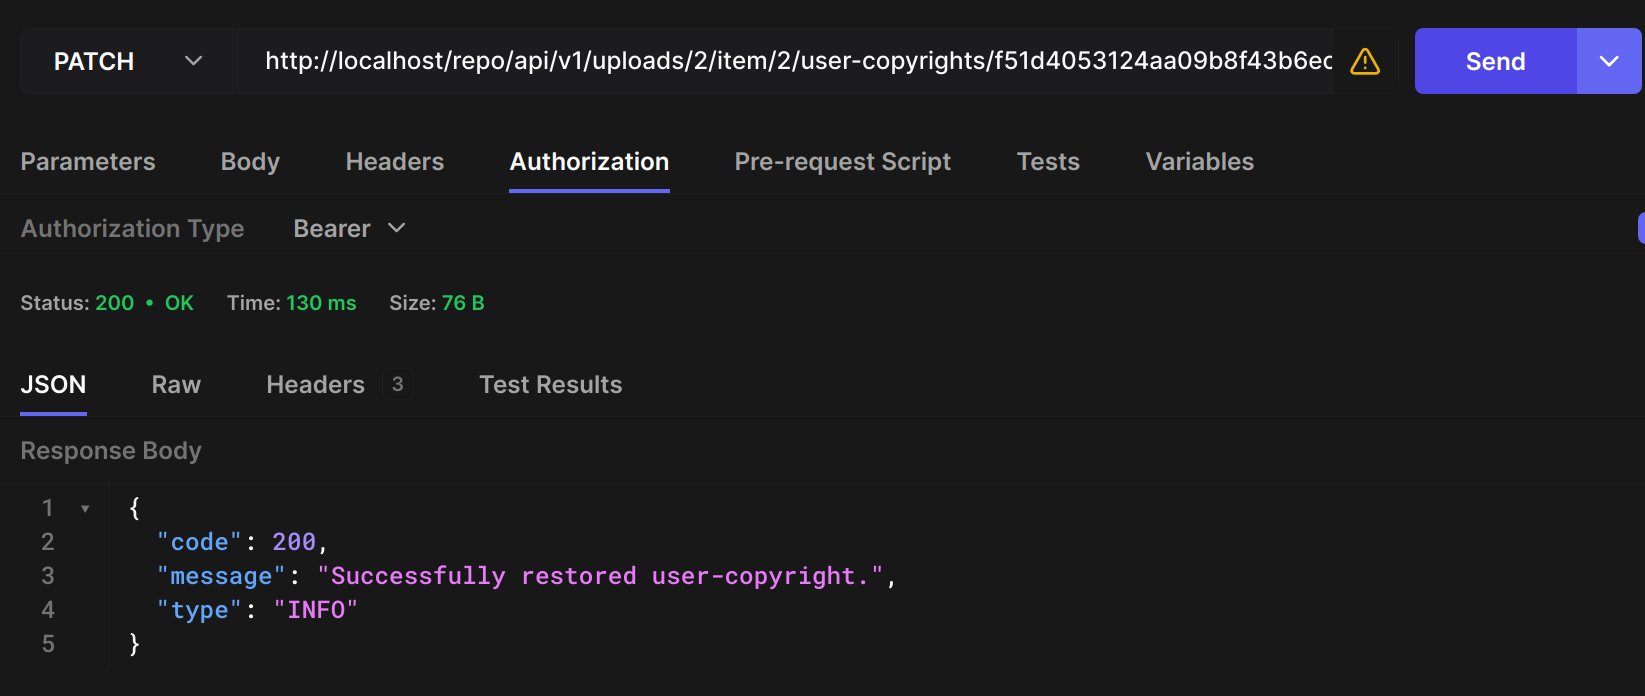 PATCH http://localhost/repo/api/v1/uploads/2/item/2/user-copyrights/f51d4053124aa09b8f43b6ec Send
Parameters Body Headers Authorization Pre-request Script Tests Variables
Authorization Type Bearer
Status: 200 • OK Time: 130 ms Size: 76 B
JSON Raw Headers 3 Test Results
Response Body
1 {
2 "code": 200,
3 "message": "Successfully restored user-copyright.",
4 "type": "INFO"
5 }